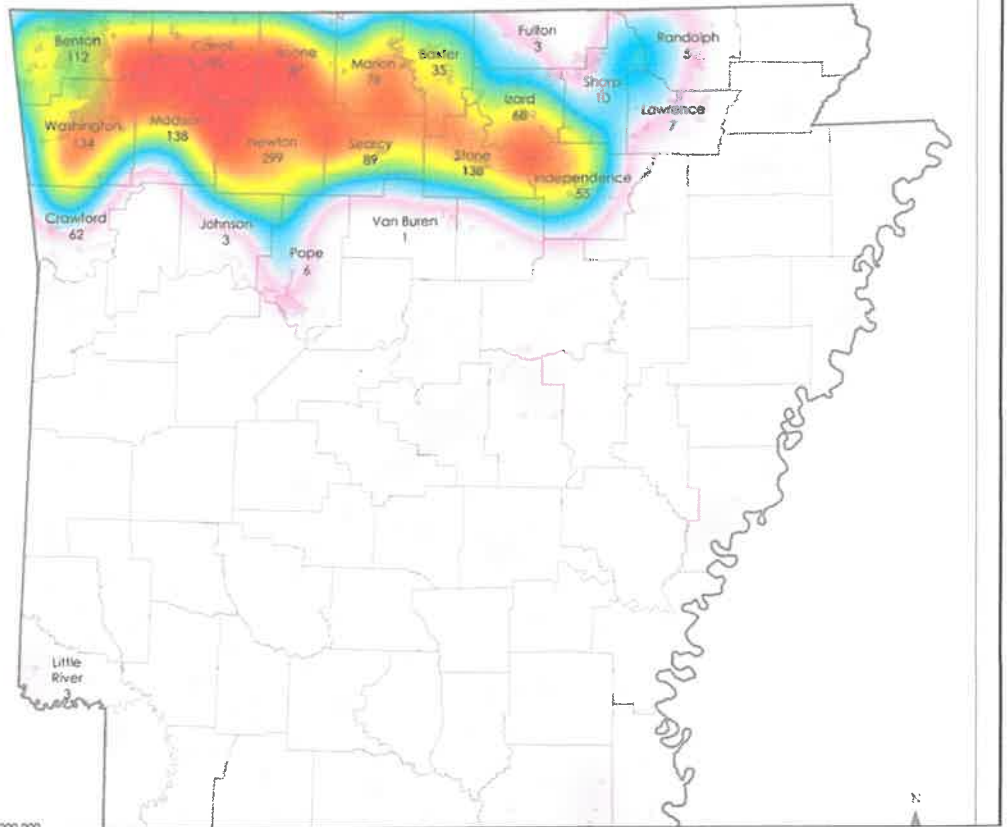 Benton
112
Carroll
Boone
Marion
Baxter
35
Fulton
3
Randolph
5
Sharp
10
Izard
68
Lawrence
7
Washington
134
Madison
138
Newton
299
Searcy
89
Stone
138
Independence
55
Crawford
62
Johnson
3
Pope
6
Van Buren
1
Little
River
3
N